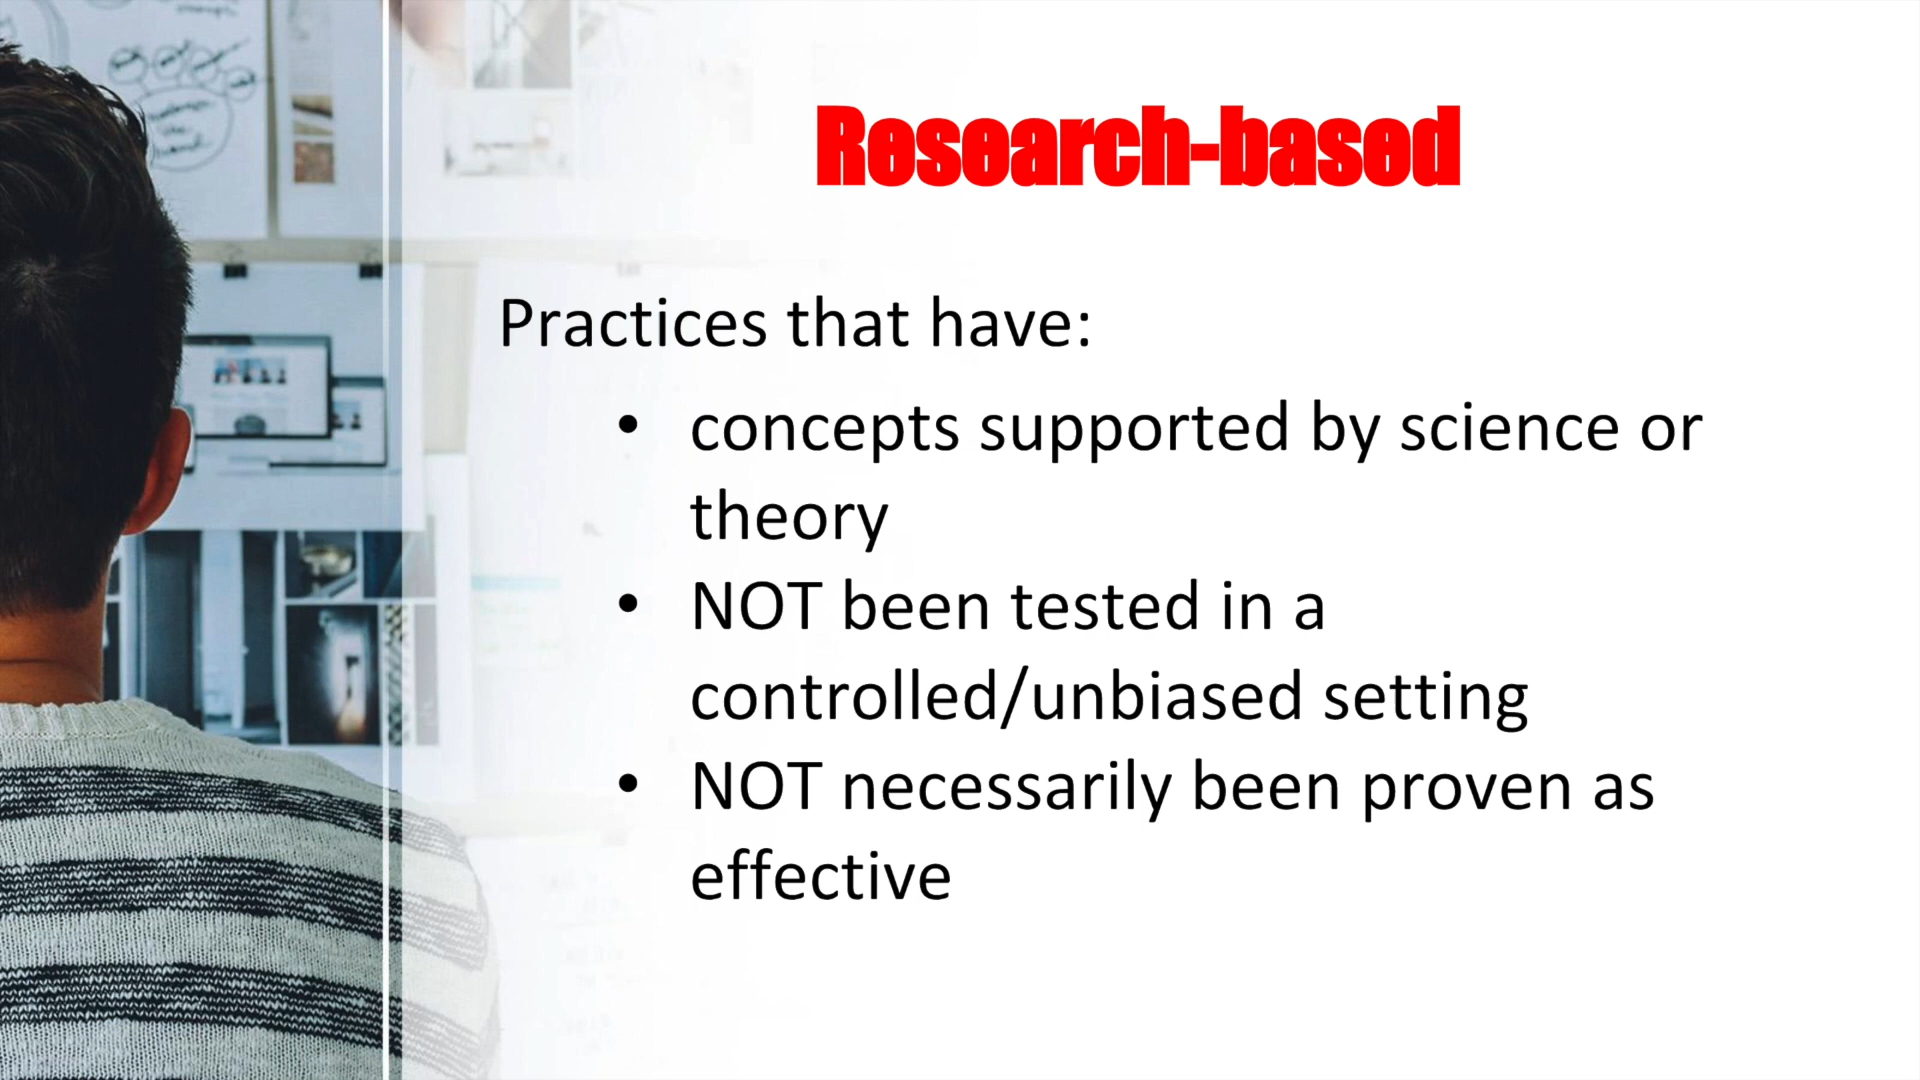 Research-based
Practices that have:
• concepts supported by science or
theory
• NOT been tested in a
controlled/unbiased setting
• NOT necessarily been proven as
effective